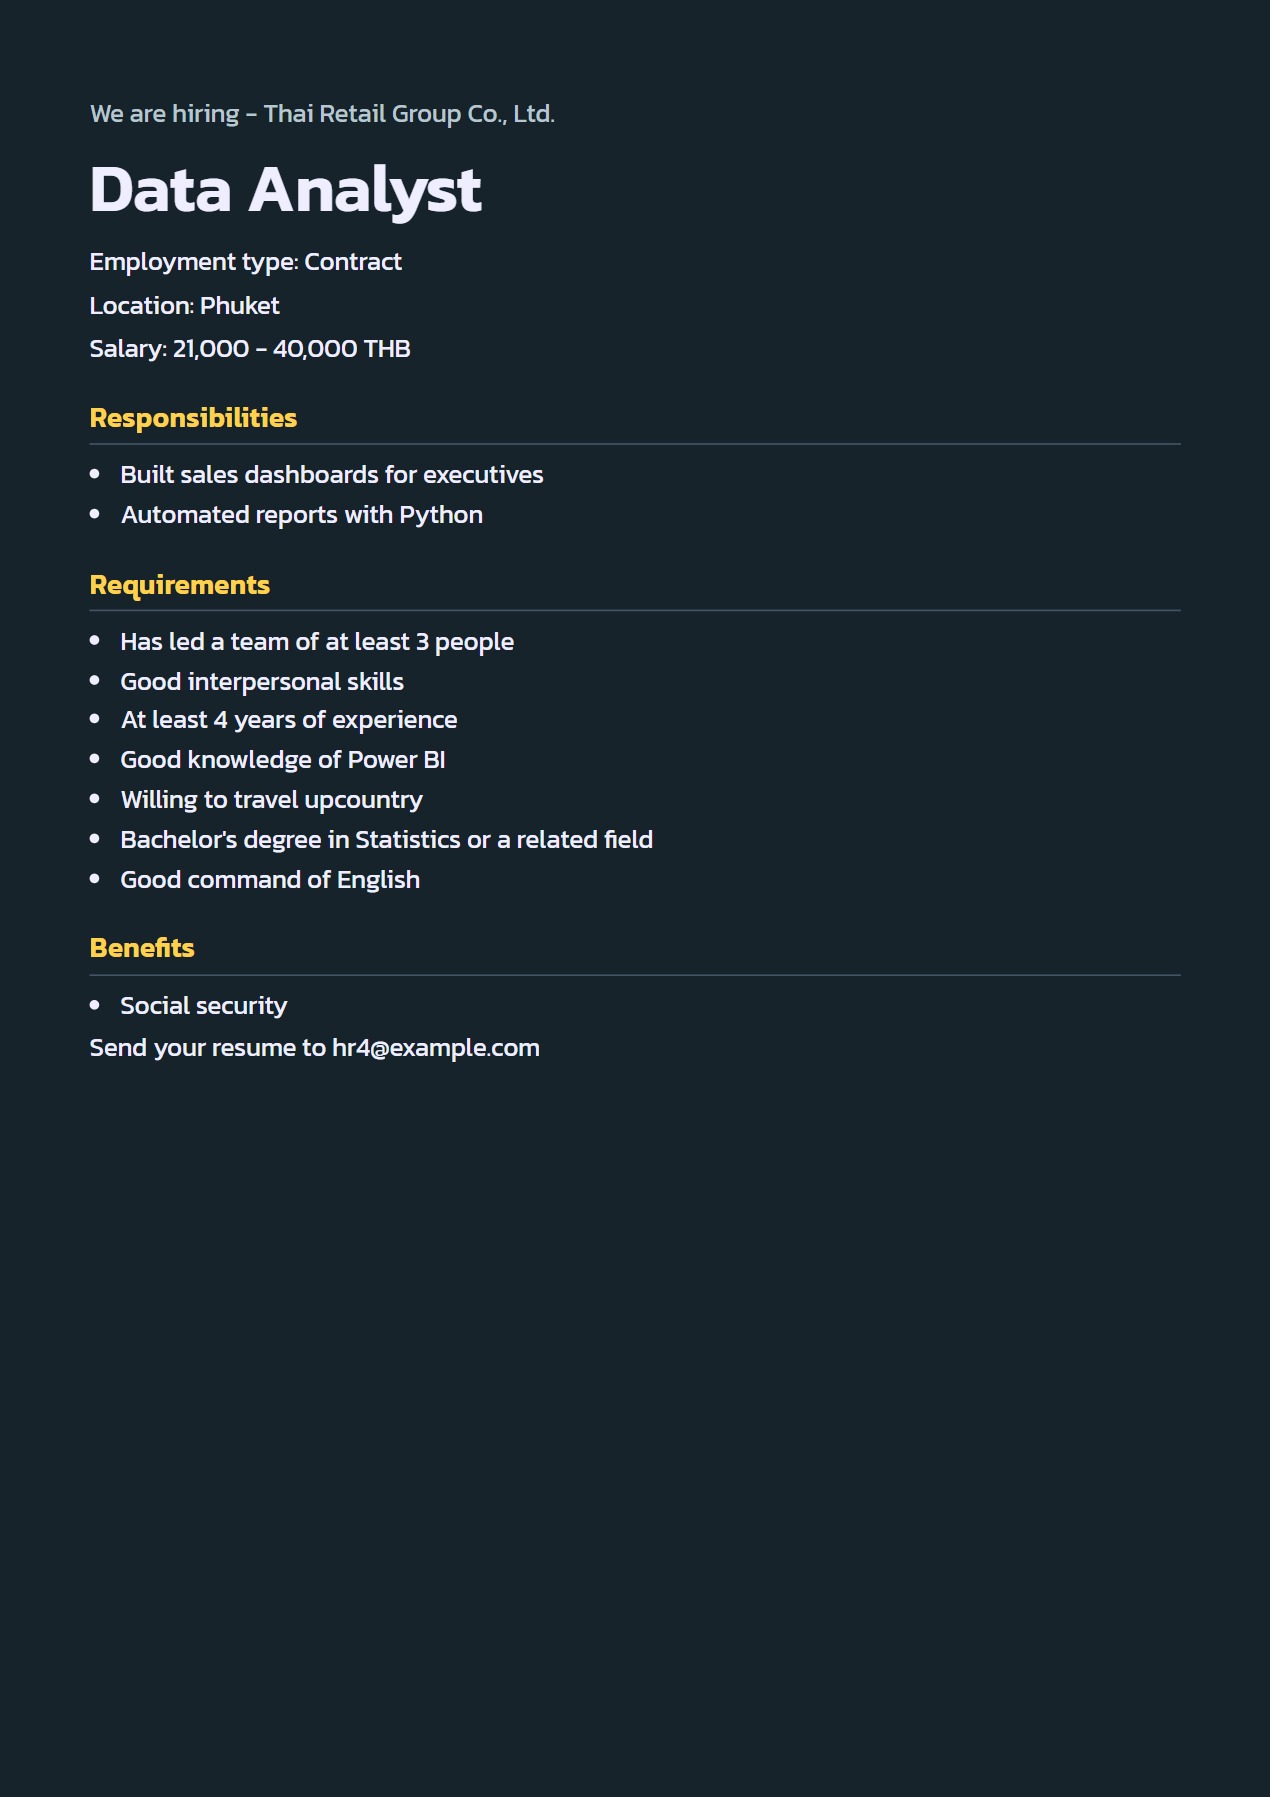 We are hiring - Thai Retail Group Co., Ltd.
Data Analyst
Employment type: Contract
Location: Phuket
Salary: 21,000 - 40,000 THB
Responsibilities
• Built sales dashboards for executives
• Automated reports with Python
Requirements
• Has led a team of at least 3 people
• Good interpersonal skills
• At least 4 years of experience
• Good knowledge of Power BI
• Willing to travel upcountry
• Bachelor's degree in Statistics or a related field
• Good command of English
Benefits
• Social security
Send your resume to hr4@example.com